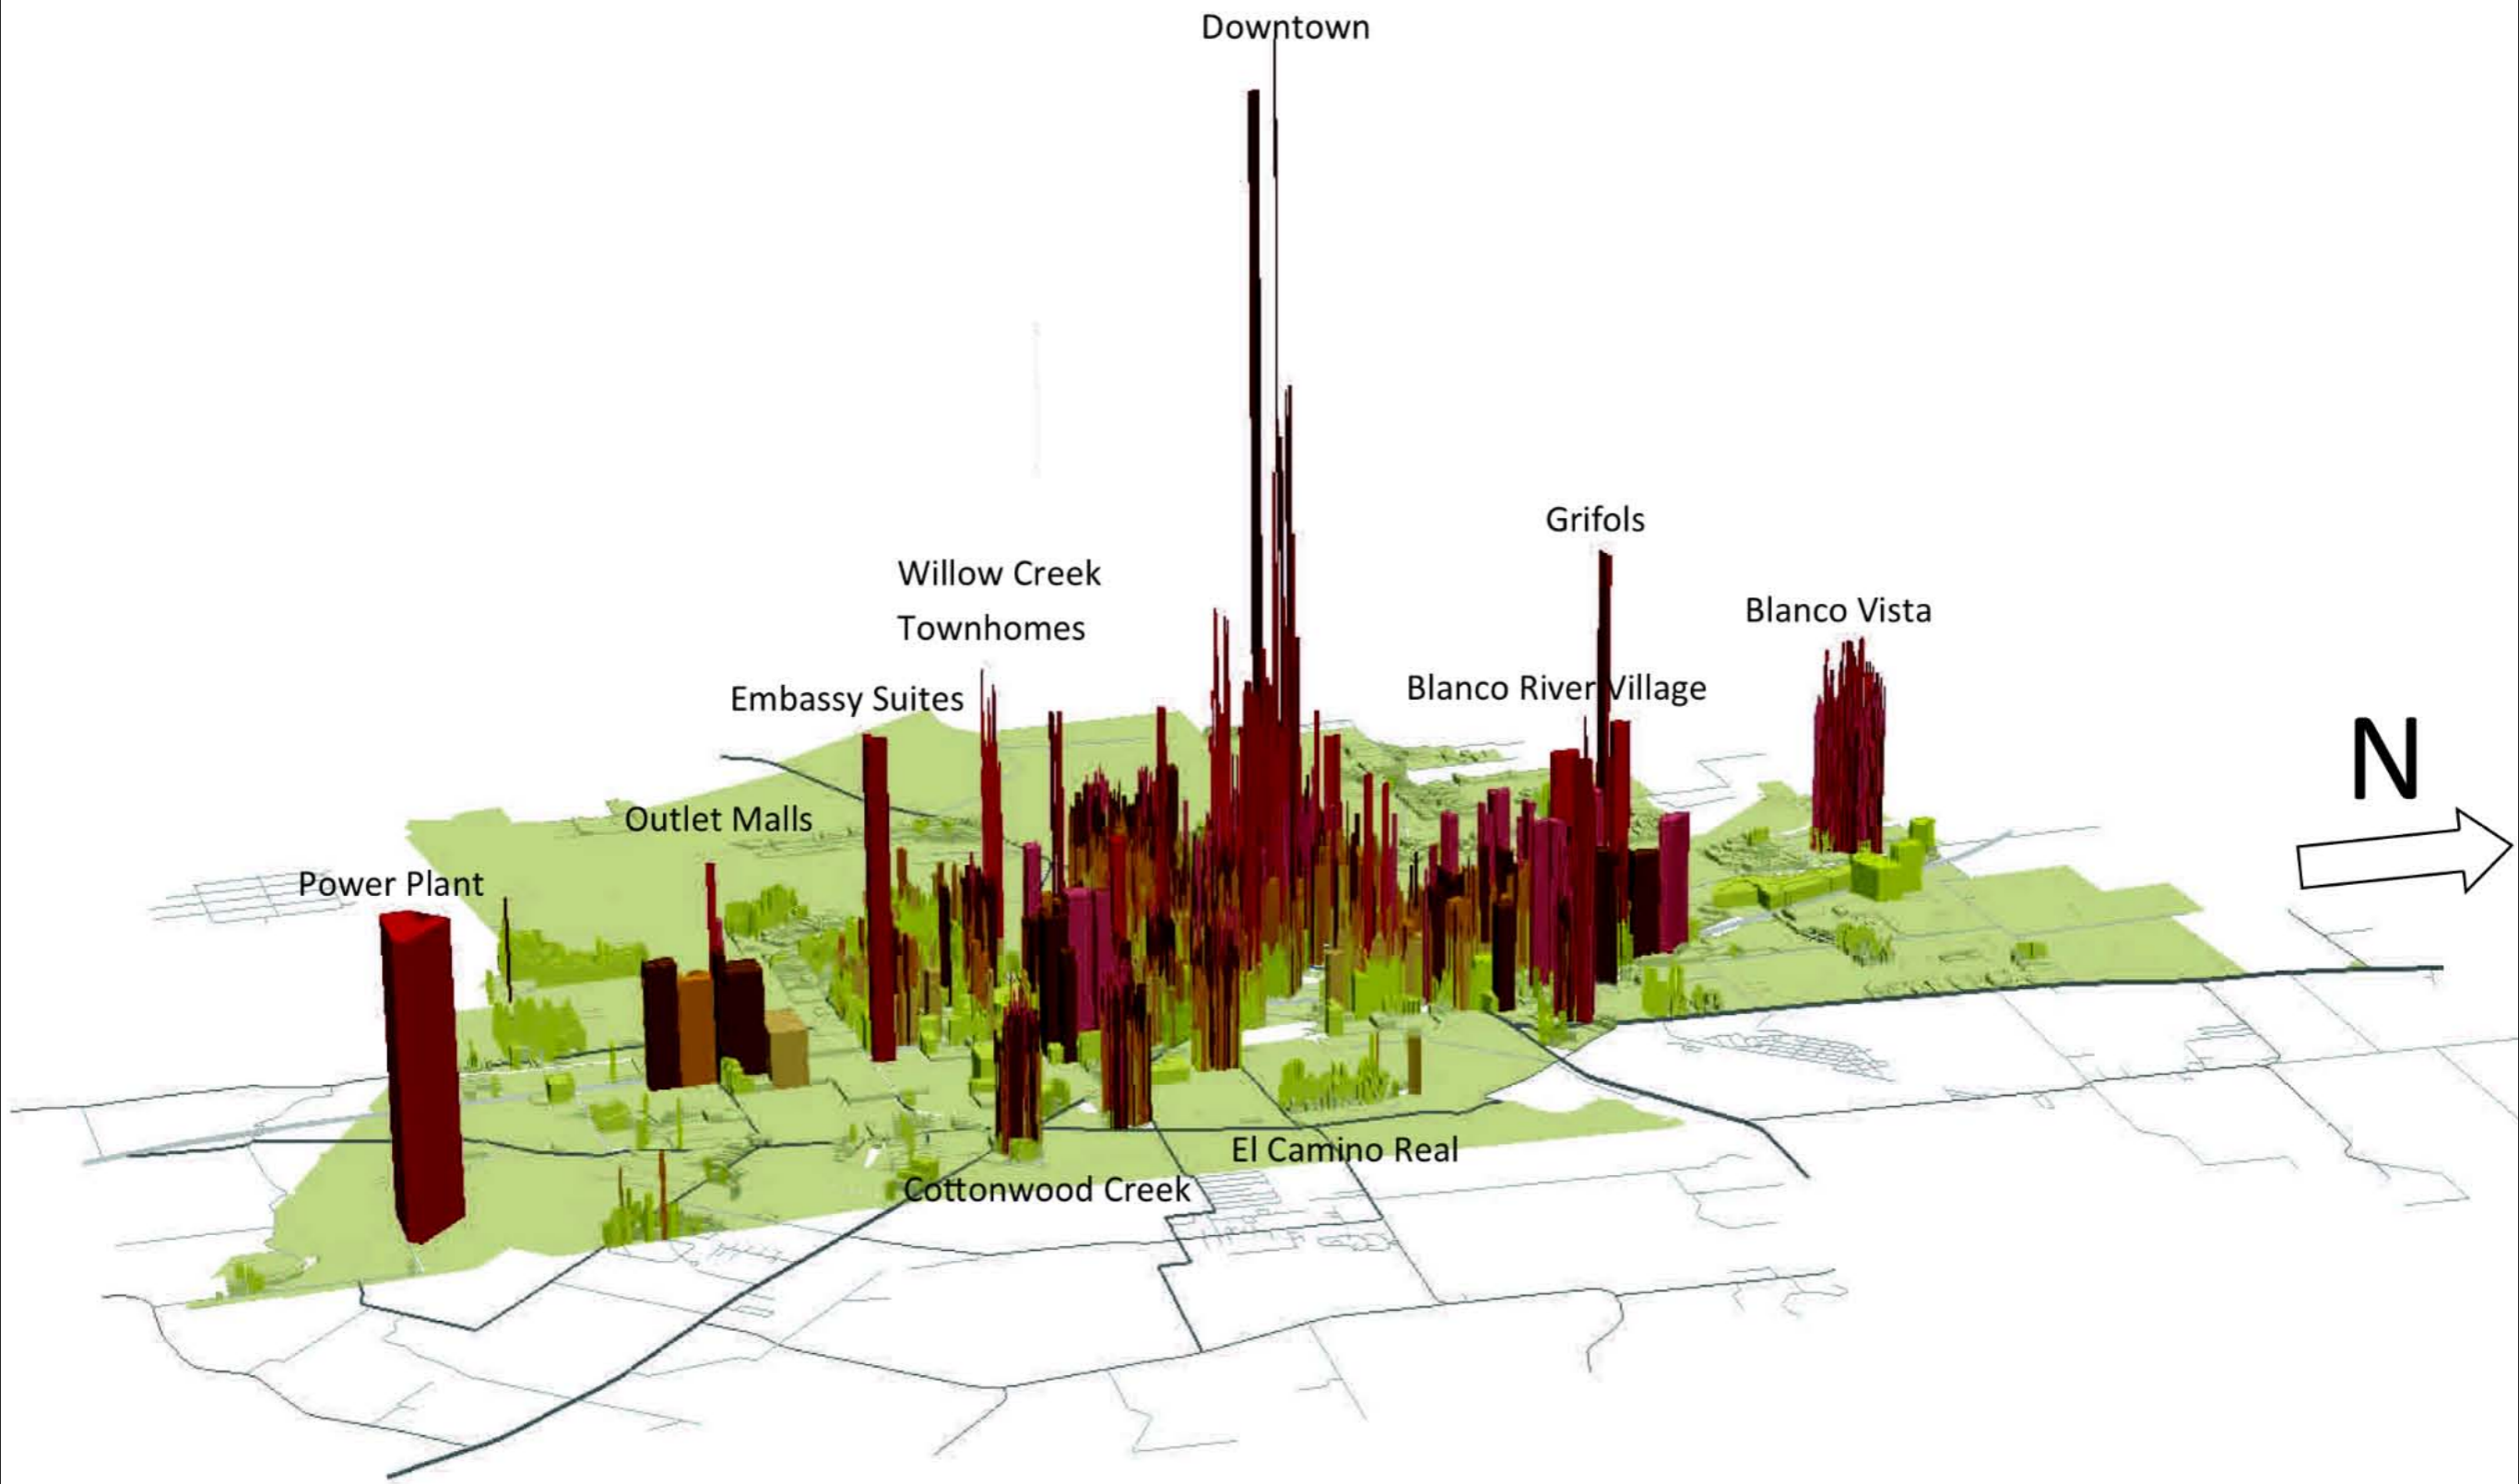 Downtown
Grifols
Willow Creek
Townhomes
Blanco Vista
Embassy Suites
Blanco River Village
N
Outlet Malls
Power Plant
El Camino Real
Cottonwood Creek